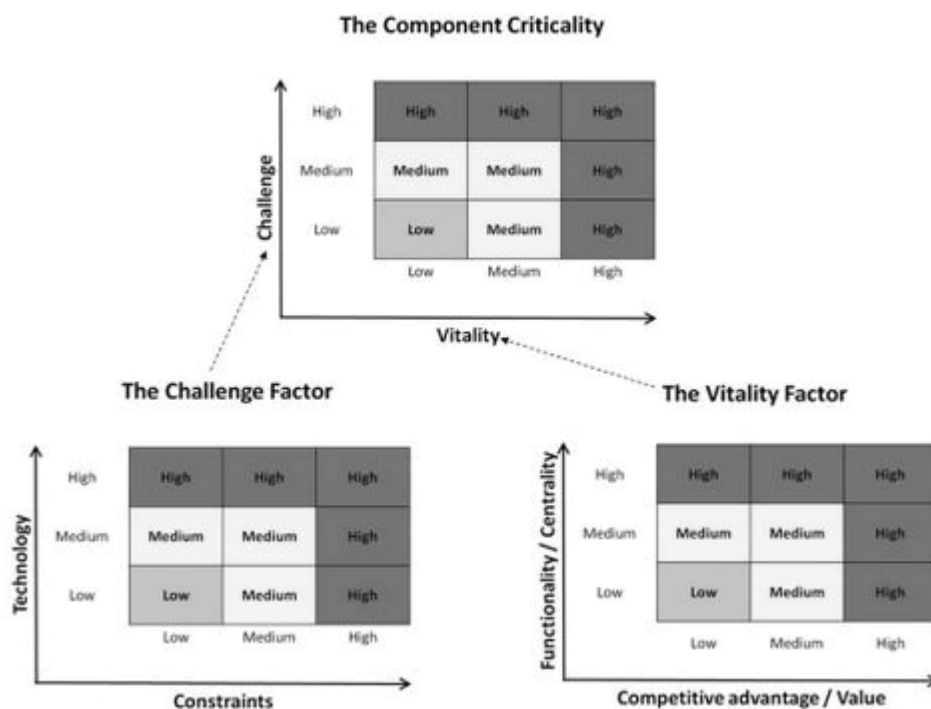 The Component Criticality
Challenge
High High High High
Medium Medium Medium High
Low Low Medium High
Low Medium High
Vitality
The Challenge Factor
Technology
High High High High
Medium Medium Medium High
Low Low Medium High
Low Medium High
Constraints
The Vitality Factor
Functionality / Centrality
High High High High
Medium Medium Medium High
Low Low Medium High
Low Medium High
Competitive advantage / Value